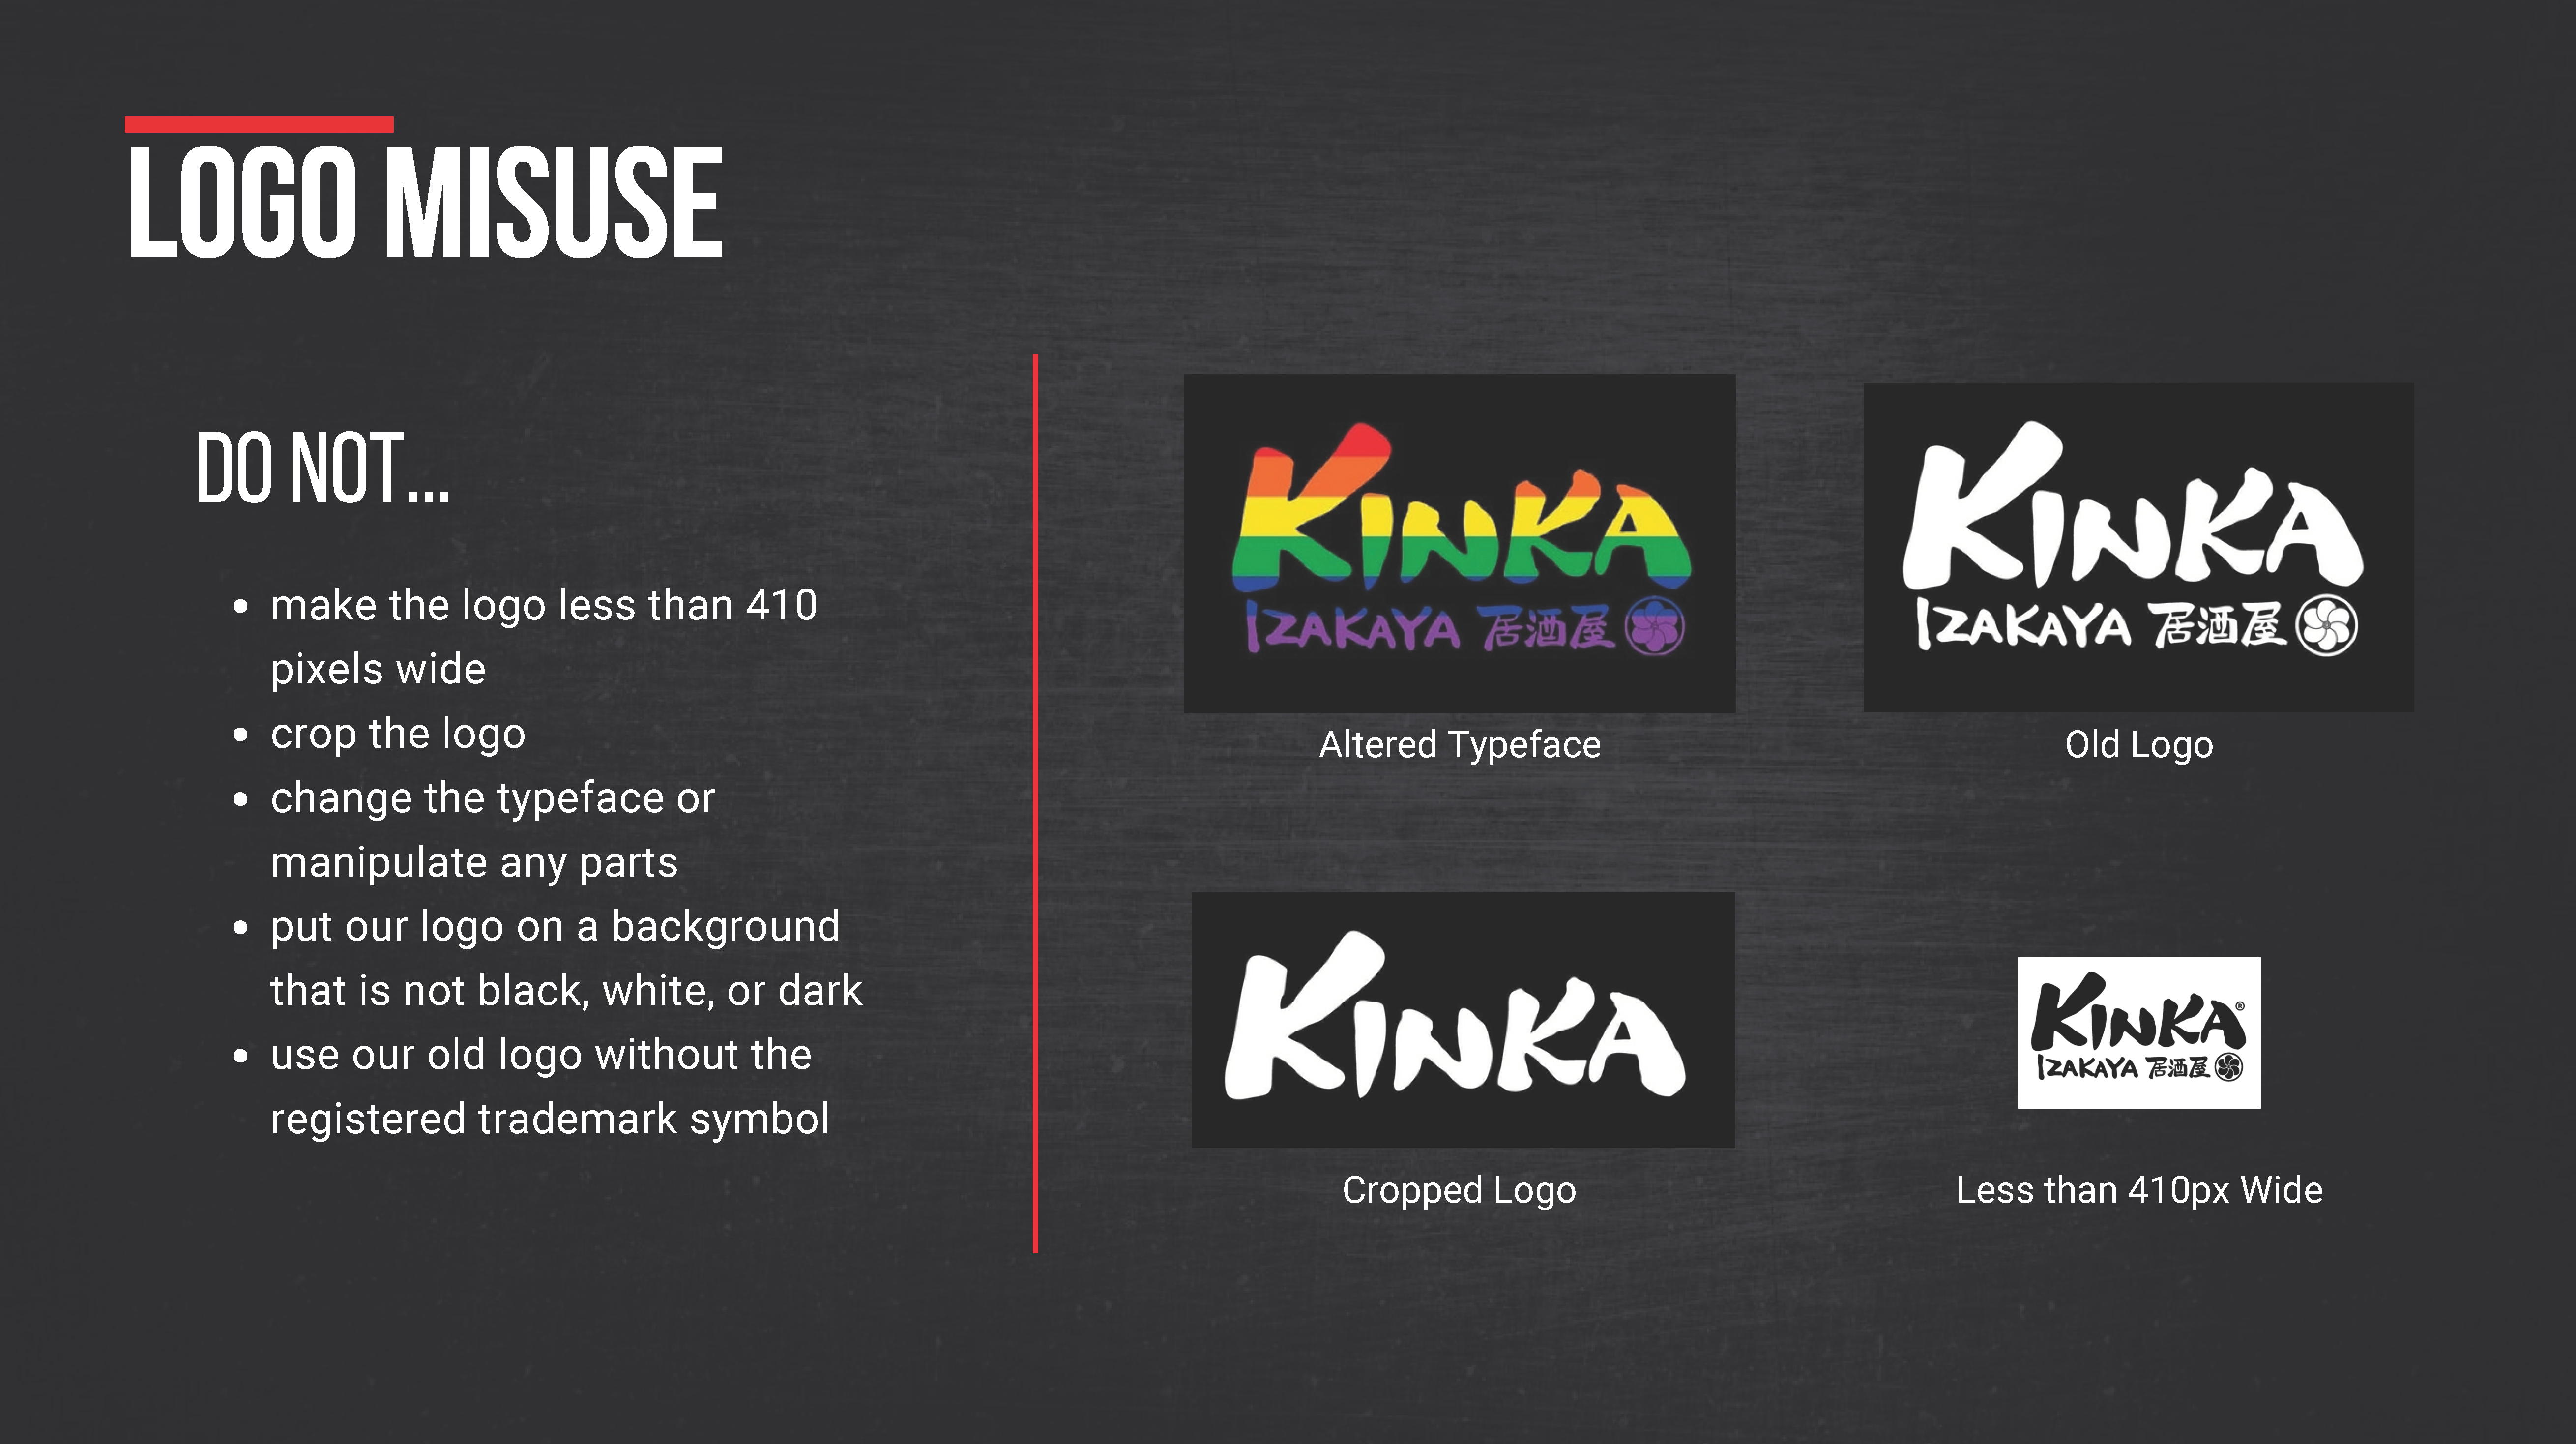 LOGO MISUSE
DO NOT...
• make the logo less than 410
pixels wide
• crop the logo
• change the typeface or
manipulate any parts
• put our logo on a background
that is not black, white, or dark
• use our old logo without the
registered trademark symbol
KINKA
IZAKAYA 居酒屋
Altered Typeface
KINKA
IZAKAYA 居酒屋
Old Logo
KINKA
Cropped Logo
KINKA®
IZAKAYA 居酒屋
Less than 410px Wide